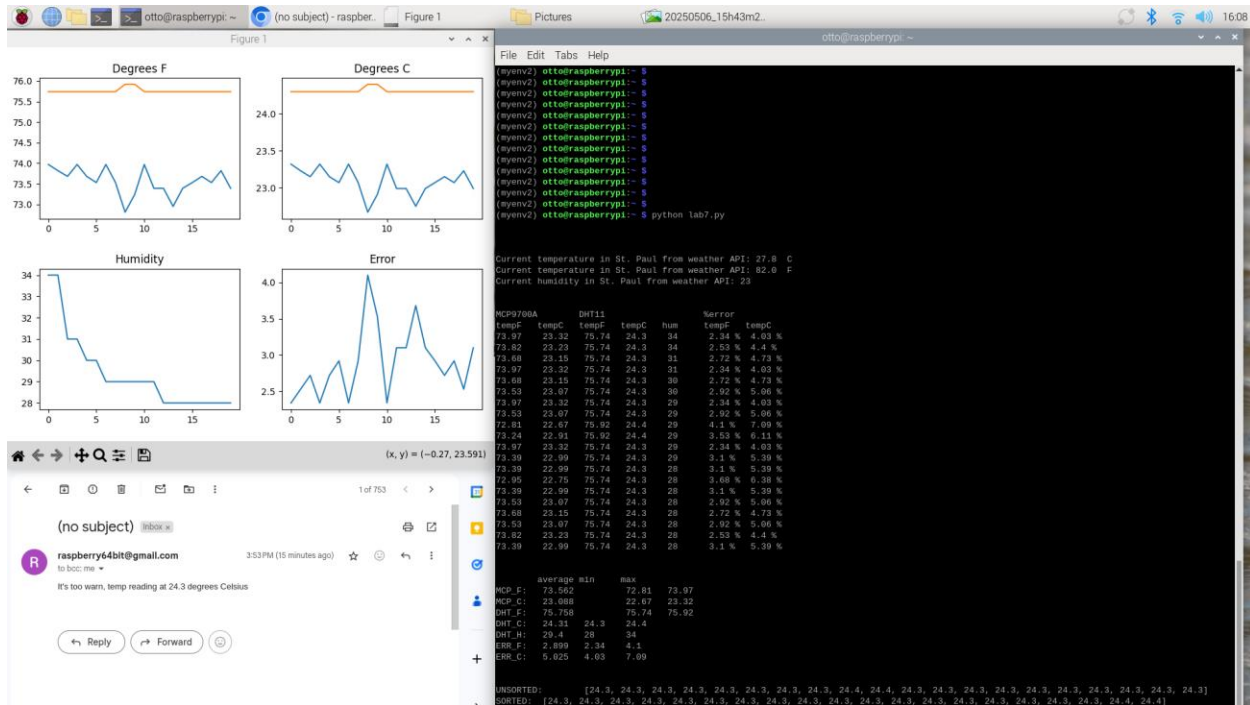 otto@raspberrypi: ~
(no subject) - raspber..
Figure 1
Pictures
20250506_15h43m2..
16:08
Figure 1
Degrees F
76.0
75.5
75.0
74.5
74.0
73.5
73.0
0 5 10 15
Degrees C
24.0
23.5
23.0
0 5 10 15
Humidity
34
33
32
31
30
29
28
0 5 10 15
Error
4.0
3.5
3.0
2.5
0 5 10 15
(x, y) = (−0.27, 23.591)
1 of 753
(no subject) Inbox x
R
raspberry64bit@gmail.com 3:53 PM (15 minutes ago)
to bcc: me
It's too warn, temp reading at 24.3 degrees Celsius
Reply Forward
otto@raspberrypi: ~
File Edit Tabs Help
(myenv2) otto@raspberrypi:~ $
(myenv2) otto@raspberrypi:~ $
(myenv2) otto@raspberrypi:~ $
(myenv2) otto@raspberrypi:~ $
(myenv2) otto@raspberrypi:~ $
(myenv2) otto@raspberrypi:~ $
(myenv2) otto@raspberrypi:~ $
(myenv2) otto@raspberrypi:~ $
(myenv2) otto@raspberrypi:~ $
(myenv2) otto@raspberrypi:~ $
(myenv2) otto@raspberrypi:~ $
(myenv2) otto@raspberrypi:~ $
(myenv2) otto@raspberrypi:~ $
(myenv2) otto@raspberrypi:~ $ python lab7.py
Current temperature in St. Paul from weather API: 27.8 C
Current temperature in St. Paul from weather API: 82.0 F
Current humidity in St. Paul from weather API: 23
MCP9700A DHT11 %error
tempF tempC tempF tempC hum tempF tempC
73.97 23.32 75.74 24.3 34 2.34 % 4.03 %
73.82 23.23 75.74 24.3 34 2.53 % 4.4 %
73.68 23.15 75.74 24.3 31 2.72 % 4.73 %
73.97 23.32 75.74 24.3 31 2.34 % 4.03 %
73.68 23.15 75.74 24.3 30 2.72 % 4.73 %
73.53 23.07 75.74 24.3 30 2.92 % 5.06 %
73.97 23.32 75.74 24.3 29 2.34 % 4.03 %
73.53 23.07 75.74 24.3 29 2.92 % 5.06 %
72.81 22.67 75.92 24.4 29 4.1 % 7.09 %
73.24 22.91 75.92 24.4 29 3.53 % 6.11 %
73.97 23.32 75.74 24.3 29 2.34 % 4.03 %
73.39 22.99 75.74 24.3 29 3.1 % 5.39 %
73.39 22.99 75.74 24.3 28 3.1 % 5.39 %
72.95 22.75 75.74 24.3 28 3.68 % 6.38 %
73.39 22.99 75.74 24.3 28 3.1 % 5.39 %
73.53 23.07 75.74 24.3 28 2.92 % 5.06 %
73.68 23.15 75.74 24.3 28 2.72 % 4.73 %
73.53 23.07 75.74 24.3 28 2.92 % 5.06 %
73.82 23.23 75.74 24.3 28 2.53 % 4.4 %
73.39 22.99 75.74 24.3 28 3.1 % 5.39 %
average min max
MCP_F: 73.562 72.81 73.97
MCP_C: 23.088 22.67 23.32
DHT_F: 75.758 75.74 75.92
DHT_C: 24.31 24.3 24.4
DHT_H: 29.4 28 34
ERR_F: 2.899 2.34 4.1
ERR_C: 5.025 4.03 7.09
UNSORTED: [24.3, 24.3, 24.3, 24.3, 24.3, 24.3, 24.3, 24.3, 24.4, 24.4, 24.3, 24.3, 24.3, 24.3, 24.3, 24.3, 24.3, 24.3, 24.3, 24.3]
SORTED: [24.3, 24.3, 24.3, 24.3, 24.3, 24.3, 24.3, 24.3, 24.3, 24.3, 24.3, 24.3, 24.3, 24.3, 24.3, 24.3, 24.3, 24.3, 24.4, 24.4]